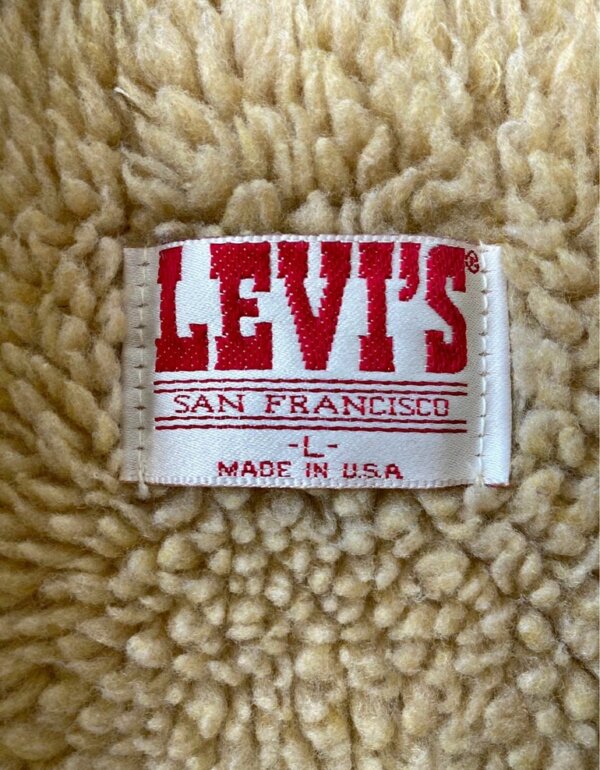 LEVI'S®
SAN FRANCISCO
-L-
MADE IN U.S.A